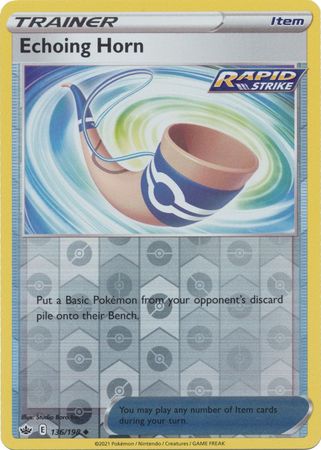 TRAINER Item
Echoing Horn
RAPID
STRIKE
Put a Basic Pokémon from your opponent's discard
pile onto their Bench.
Illus. Studio Bora
You may play any number of Item
cards during your turn.
E 136/198
©2021 Pokémon / Nintendo / Creatures / GAME FREAK